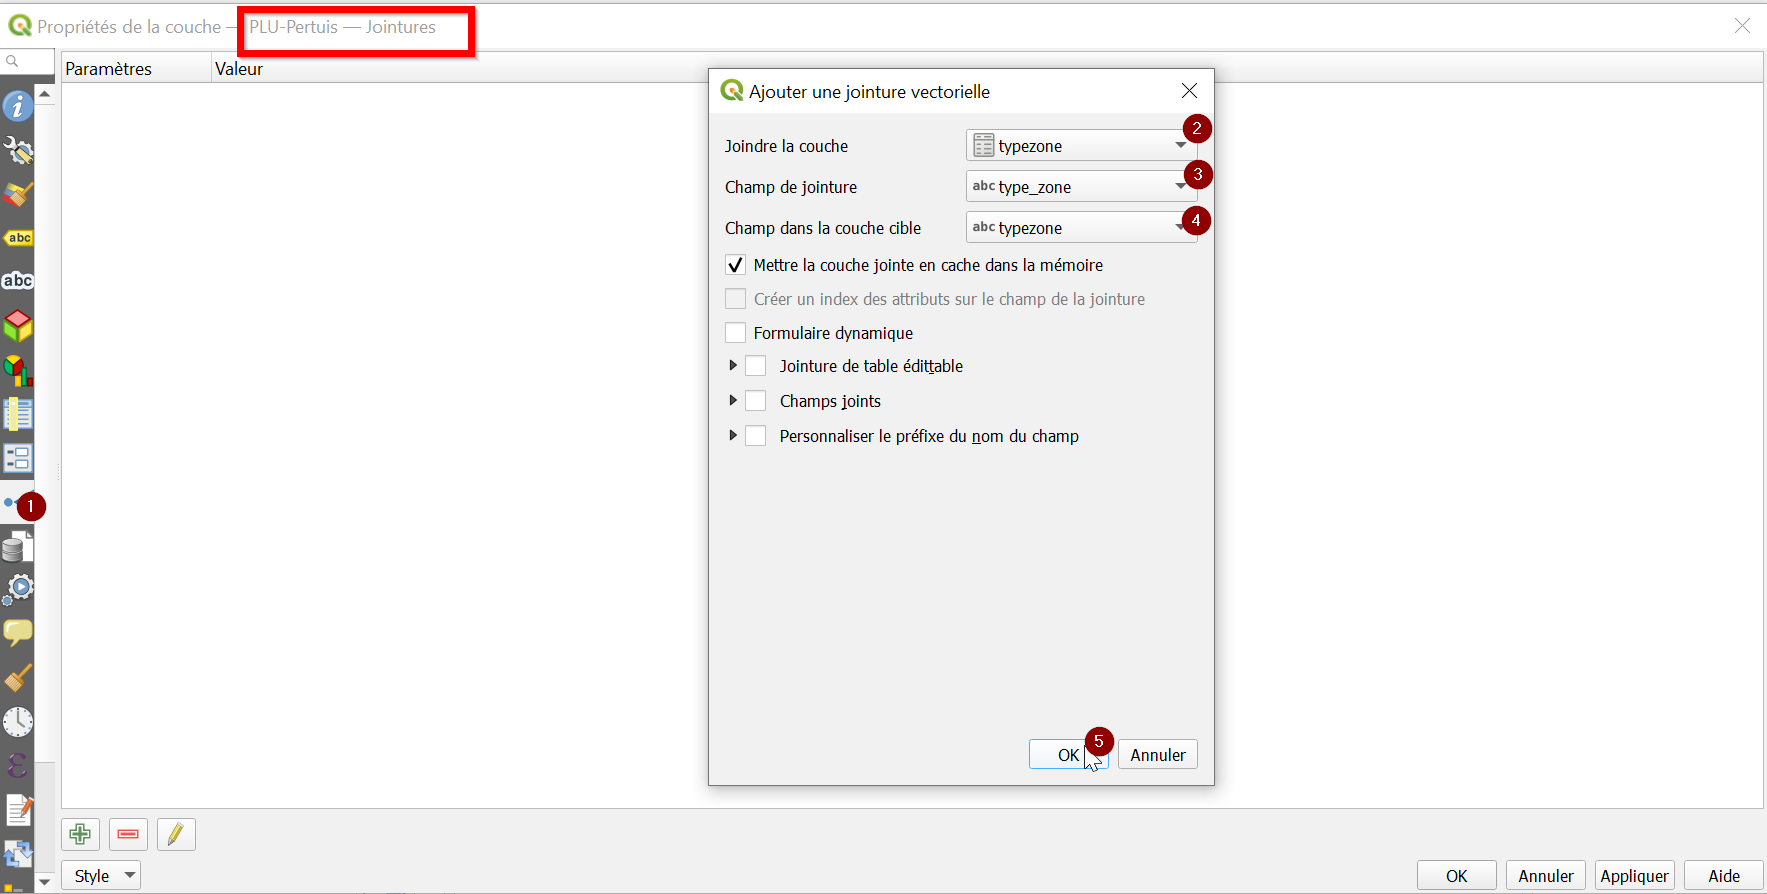 Propriétés de la couche — PLU-Pertuis — Jointures
Paramètres
Valeur
Ajouter une jointure vectorielle
Joindre la couche
typezone
2
Champ de jointure
abc type_zone
3
Champ dans la couche cible
abc typezone
4
Mettre la couche jointe en cache dans la mémoire
Créer un index des attributs sur le champ de la jointure
Formulaire dynamique
Jointure de table édittable
Champs joints
Personnaliser le préfixe du nom du champ
abc
abc
1
5
OK
Annuler
Style
OK
Annuler
Appliquer
Aide